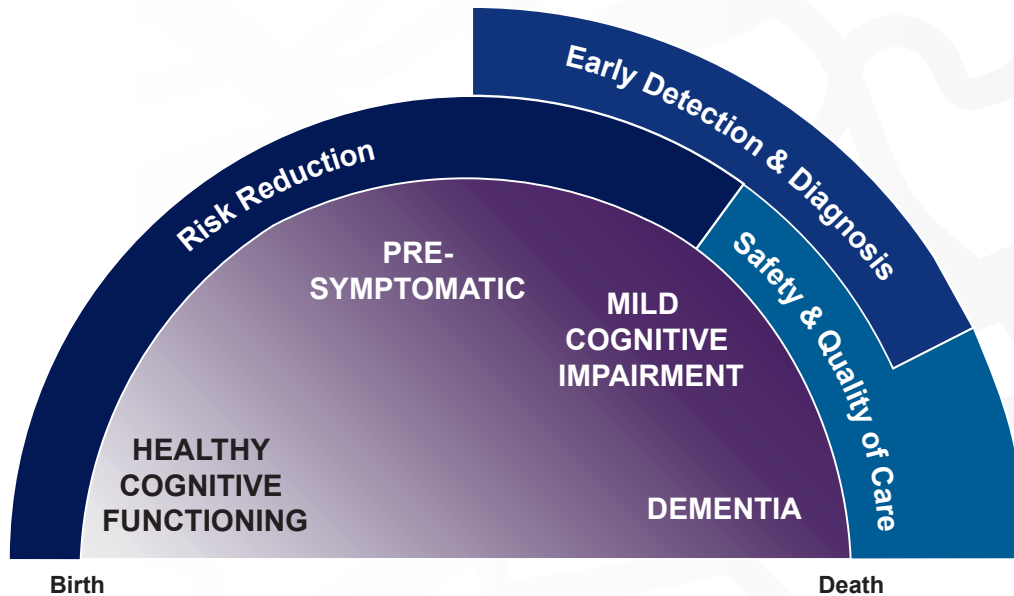 Early Detection & Diagnosis
Risk Reduction
Safety & Quality of Care
PRE-
SYMPTOMATIC
MILD
COGNITIVE
IMPAIRMENT
HEALTHY
COGNITIVE
FUNCTIONING
DEMENTIA
Birth
Death